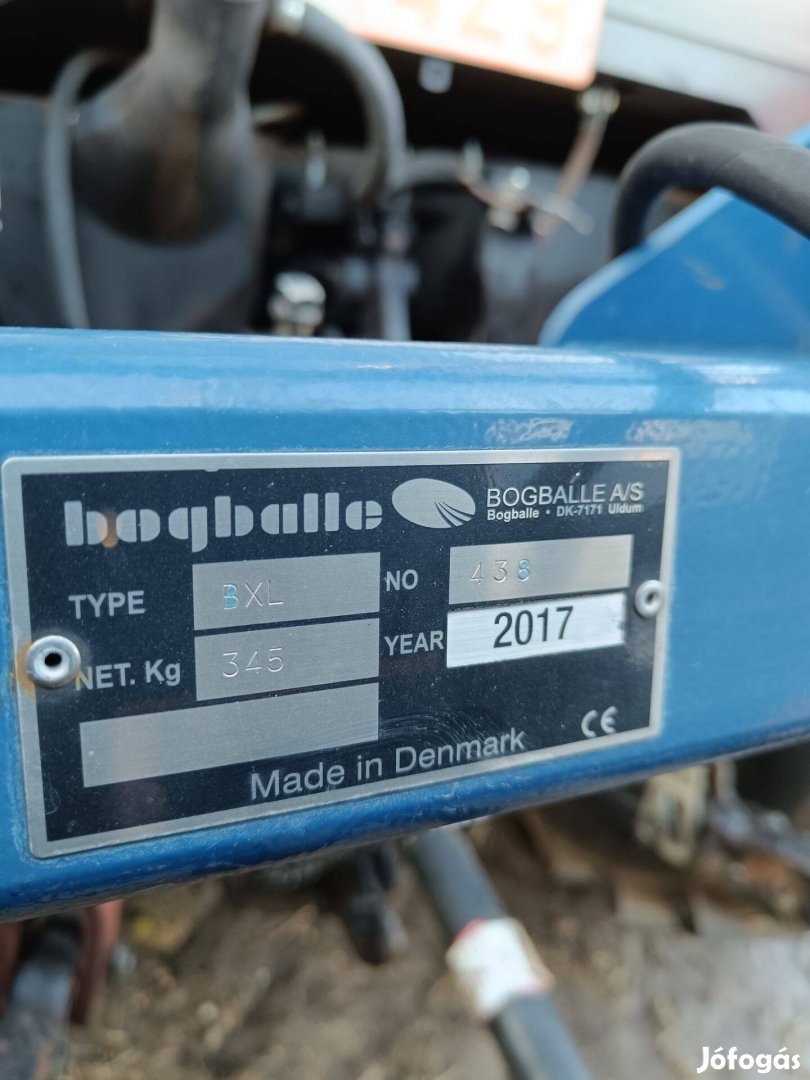 429
bogballe
BOGBALLE A/S
Bogballe • DK-7171 Uldum
TYPE BXL NO 438
NET. Kg 345 YEAR 2017
CE
Made in Denmark
Jófogás